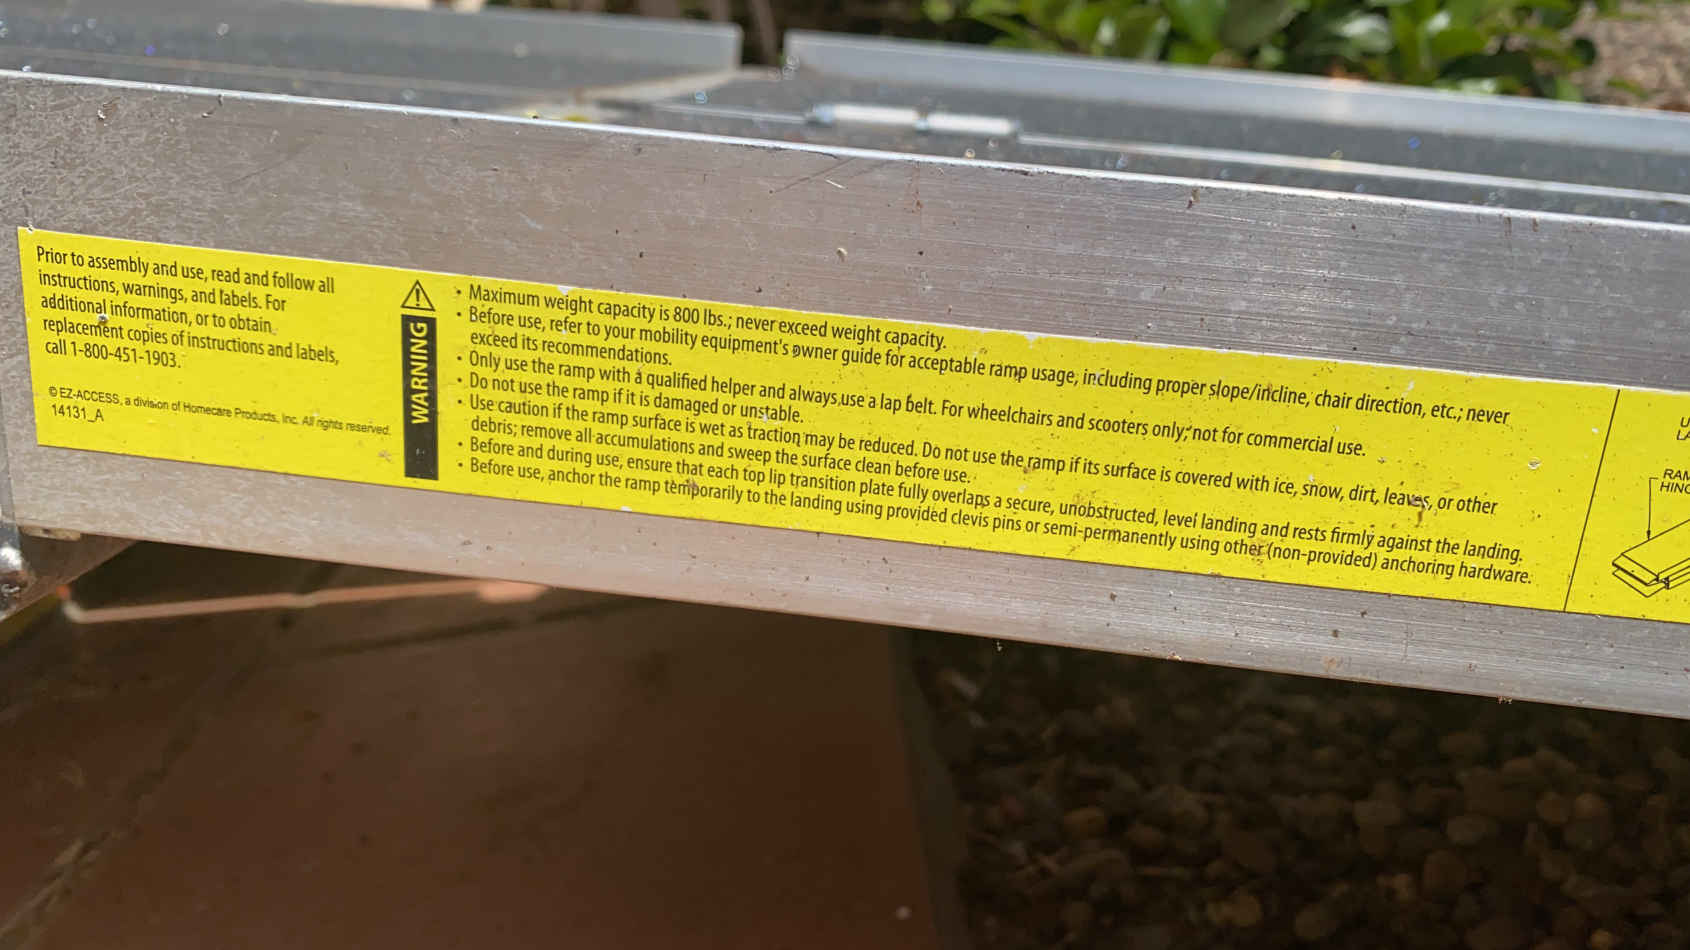 Prior to assembly and use, read and follow all
instructions, warnings, and labels. For
additional information, or to obtain
replacement copies of instructions and labels,
call 1-800-451-1903.
© EZ-ACCESS, a division of Homecare Products, Inc. All rights reserved.
14131_A
WARNING
• Maximum weight capacity is 800 lbs.; never exceed weight capacity.
• Before use, refer to your mobility equipment's owner guide for acceptable ramp usage, including proper slope/incline, chair direction, etc.; never
exceed its recommendations.
• Only use the ramp with a qualified helper and always use a lap belt. For wheelchairs and scooters only; not for commercial use.
• Do not use the ramp if it is damaged or unstable.
• Use caution if the ramp surface is wet as traction may be reduced. Do not use the ramp if its surface is covered with ice, snow, dirt, leaves, or other
debris; remove all accumulations and sweep the surface clean before use.
• Before and during use, ensure that each top lip transition plate fully overlaps a secure, unobstructed, level landing and rests firmly against the landing.
• Before use, anchor the ramp temporarily to the landing using provided clevis pins or semi-permanently using other (non-provided) anchoring hardware.